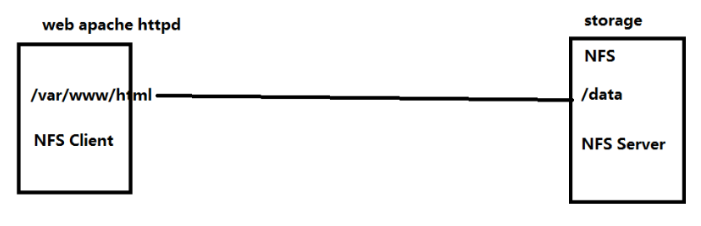 web apache httpd
/var/www/html
NFS Client
storage
NFS
/data
NFS Server